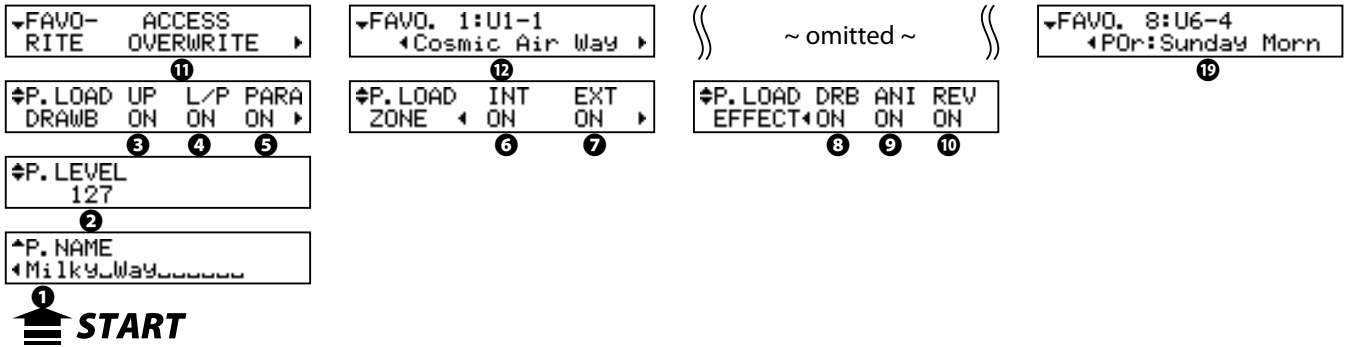 FAVO- ACCESS
RITE OVERWRITE
⓫
FAVO. 1:U1-1
Cosmic Air Way
⓬
~ omitted ~
FAVO. 8:U6-4
POr:Sunday Morn
⓳
P.LOAD UP L/P PARA
DRAWB ON ON ON
❸ ❹ ❺
P.LOAD INT EXT
ZONE ON ON
❻ ❼
P.LOAD DRB ANI REV
EFFECT ON ON ON
❽ ❾ ❿
P.LEVEL
127
❷
P.NAME
Milky␣Way␣␣␣␣␣␣
❶
START